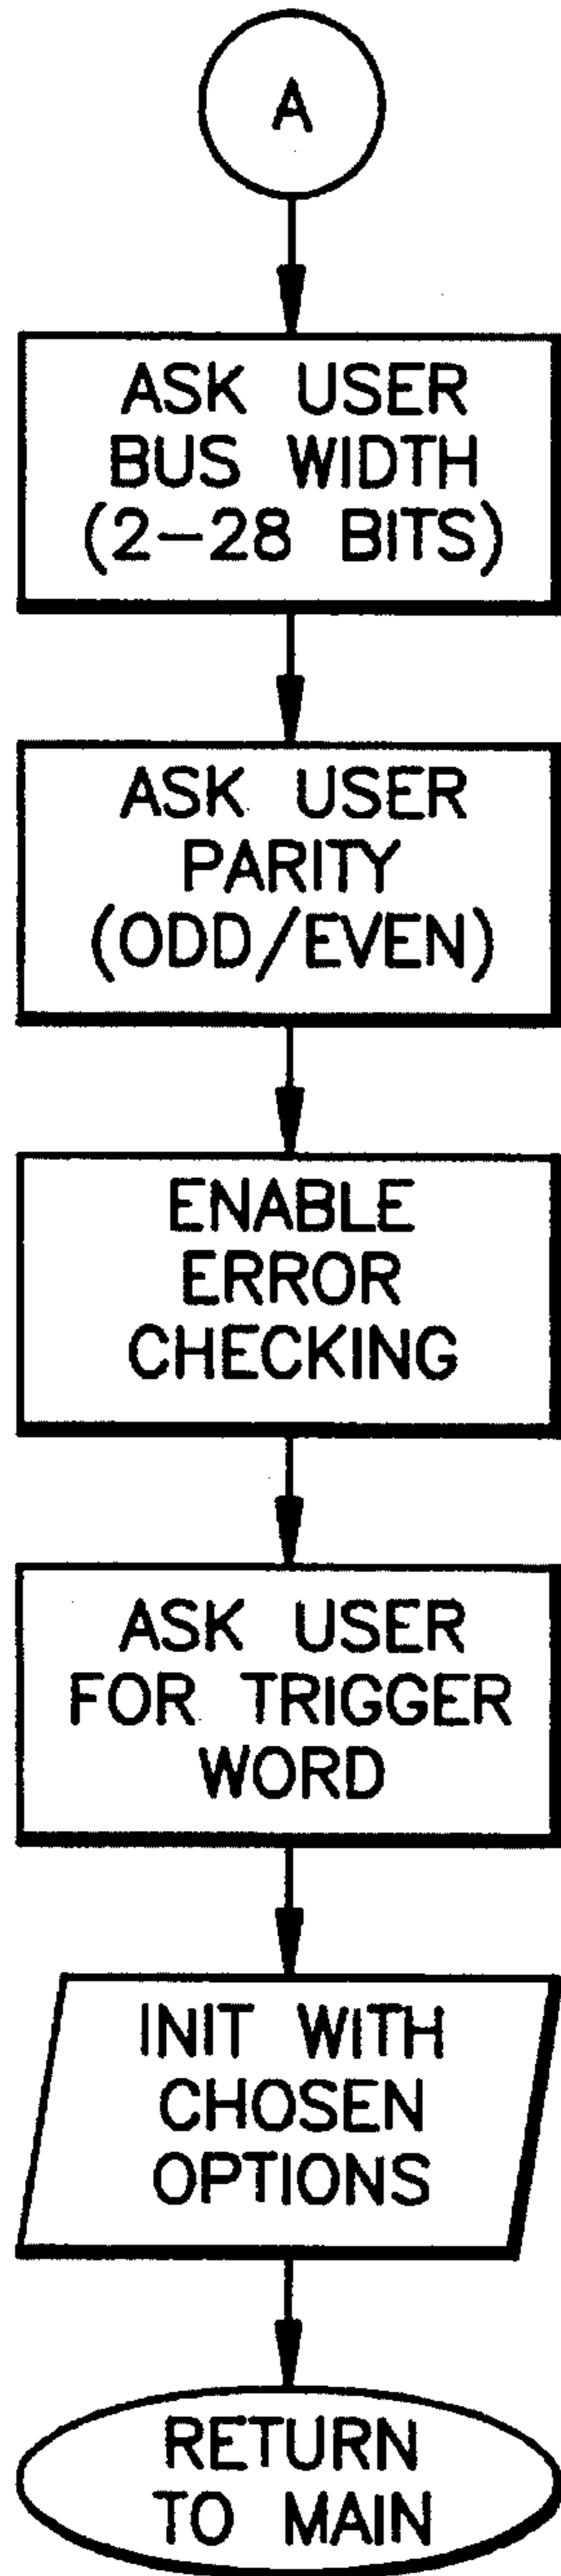 A
ASK USER
BUS WIDTH
(2-28 BITS)
ASK USER
PARITY
(ODD/EVEN)
ENABLE
ERROR
CHECKING
ASK USER
FOR TRIGGER
WORD
INIT WITH
CHOSEN
OPTIONS
RETURN
TO MAIN